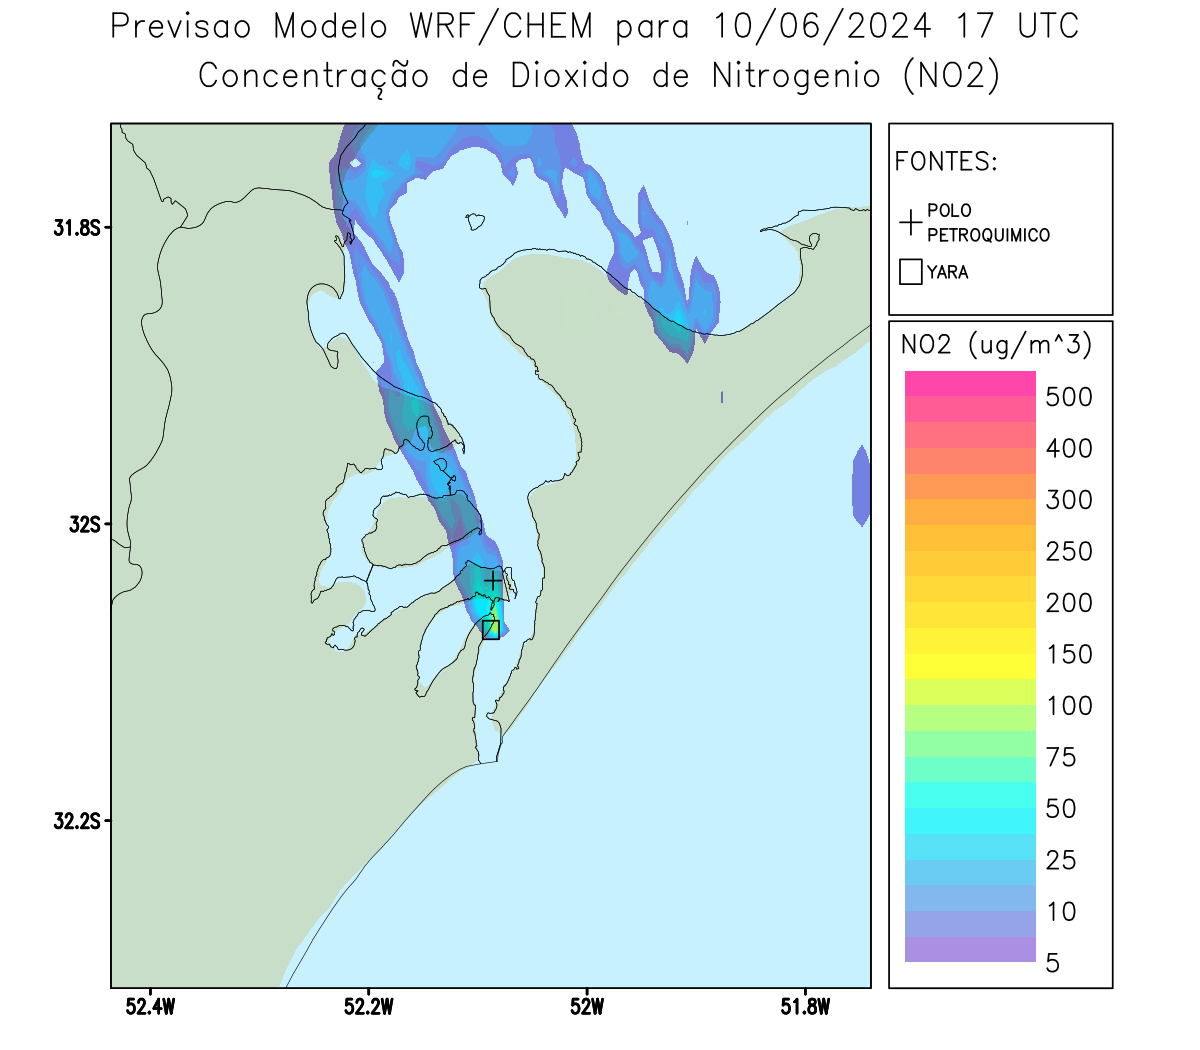 Previsao Modelo WRF/CHEM para 10/06/2024 17 UTC
Concentração de Dioxido de Nitrogenio (NO2)
FONTES:
POLO
PETROQUIMICO
YARA
NO2 (ug/m^3)
500
400
300
250
200
150
100
75
50
25
10
5
31.8S
32S
32.2S
52.4W
52.2W
52W
51.8W